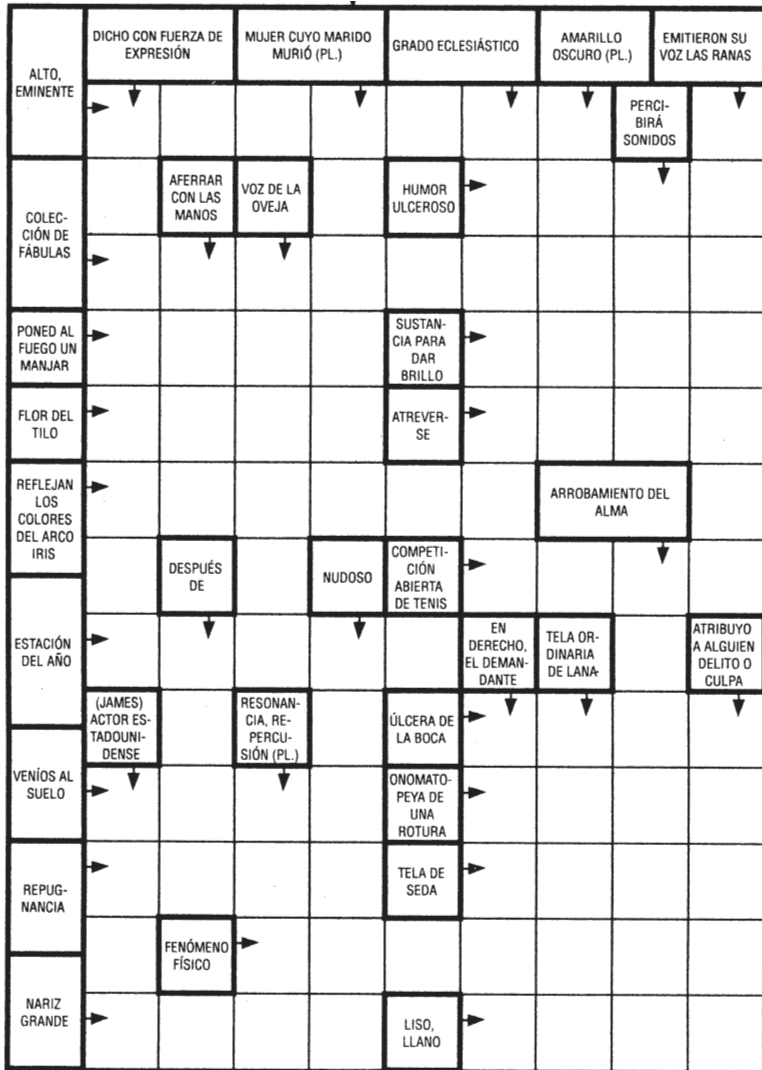 DICHO CON FUERZA DE
EXPRESIÓN
MUJER CUYO MARIDO
MURIÓ (PL.)
GRADO ECLESIÁSTICO
AMARILLO
OSCURO (PL.)
EMITIERON SU
VOZ LAS RANAS
ALTO,
EMINENTE
PERCI-
BIRÁ
SONIDOS
COLEC-
CIÓN DE
FÁBULAS
AFERRAR
CON LAS
MANOS
VOZ DE LA
OVEJA
HUMOR
ULCEROSO
PONED AL
FUEGO UN
MANJAR
SUSTAN-
CIA PARA
DAR
BRILLO
FLOR DEL
TILO
ATREVER-
SE
REFLEJAN
LOS
COLORES
DEL ARCO
IRIS
ARROBAMIENTO DEL
ALMA
DESPUÉS
DE
NUDOSO
COMPETI-
CIÓN
ABIERTA
DE TENIS
ESTACIÓN
DEL AÑO
EN
DERECHO,
EL DEMAN-
DANTE
TELA OR-
DINARIA
DE LANA
ATRIBUYO
A ALGUIEN
DELITO O
CULPA
(JAMES)
ACTOR ES-
TADOUNI-
DENSE
RESONAN-
CIA, RE-
PERCU-
SIÓN (PL.)
ÚLCERA DE
LA BOCA
VENÍOS AL
SUELO
ONOMATO-
PEYA DE
UNA
ROTURA
REPUG-
NANCIA
TELA DE
SEDA
FENÓMENO
FÍSICO
NARIZ
GRANDE
LISO,
LLANO